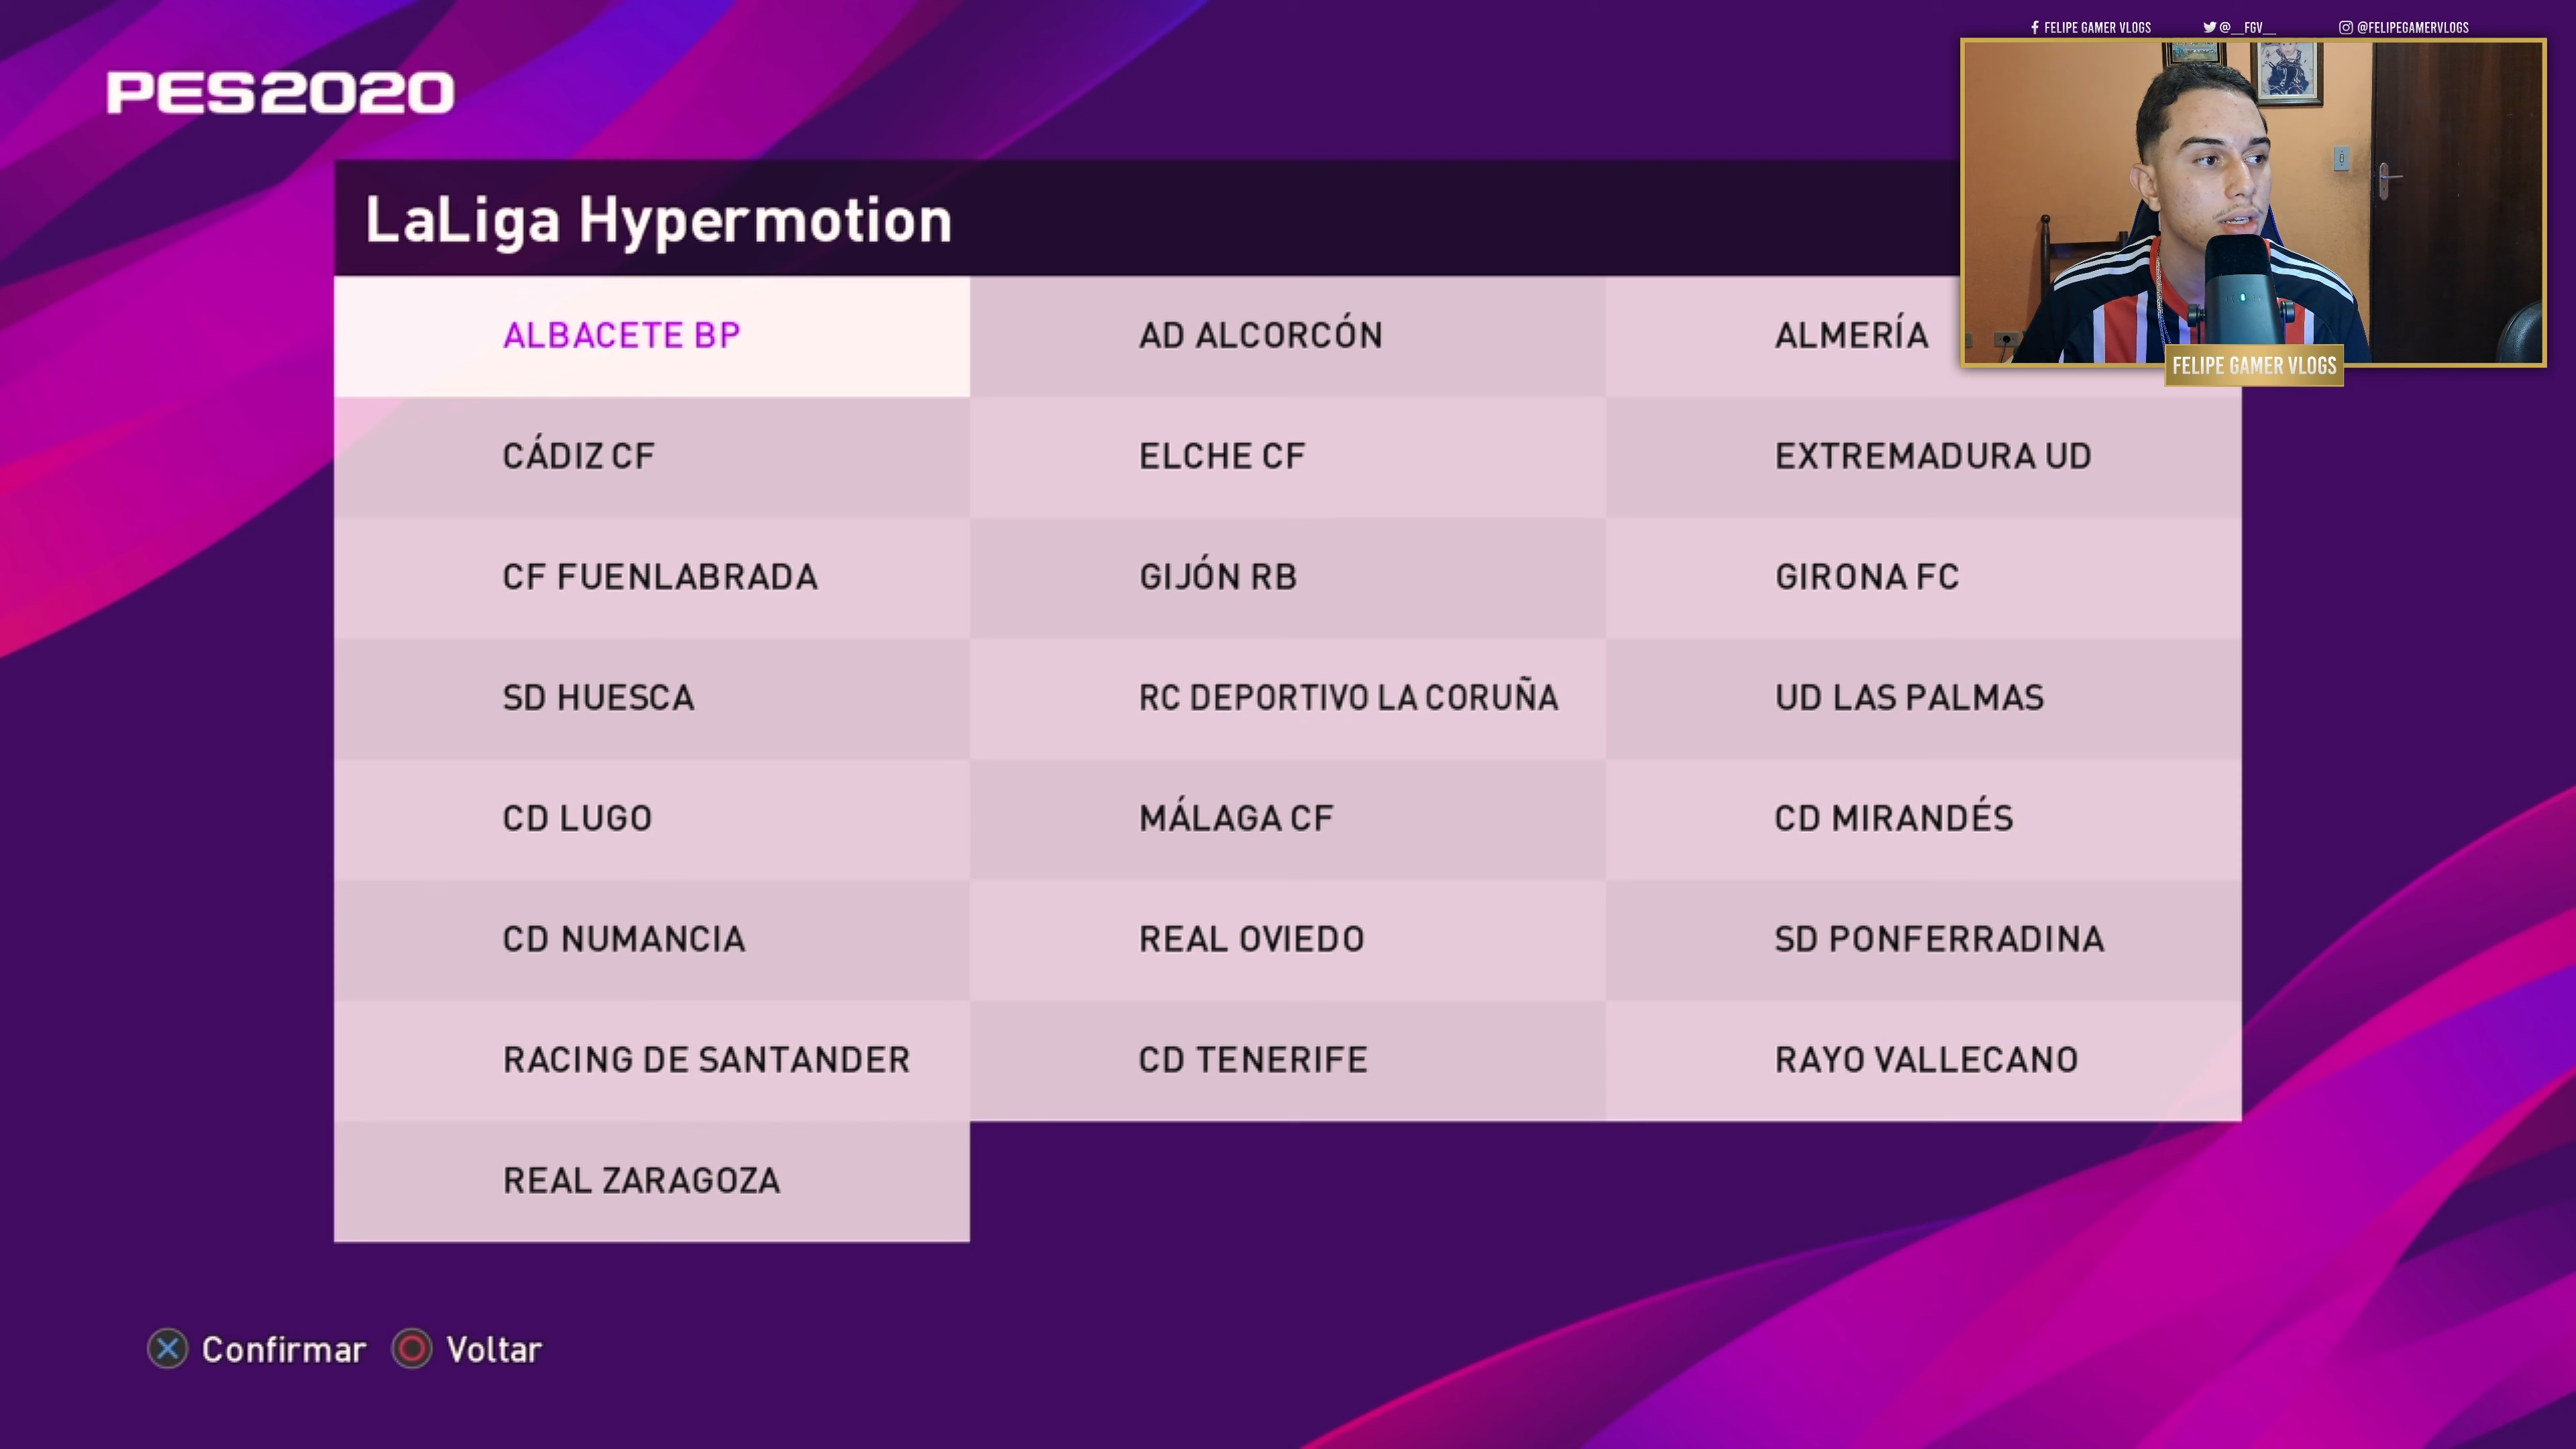 FELIPE GAMER VLOGS @__FGV__ @FELIPEGAMERVLOGS
PES2020
LaLiga Hypermotion
ALBACETE BP AD ALCORCÓN ALMERÍA
FELIPE GAMER VLOGS
CÁDIZ CF ELCHE CF EXTREMADURA UD
CF FUENLABRADA GIJÓN RB GIRONA FC
SD HUESCA RC DEPORTIVO LA CORUÑA UD LAS PALMAS
CD LUGO MÁLAGA CF CD MIRANDÉS
CD NUMANCIA REAL OVIEDO SD PONFERRADINA
RACING DE SANTANDER CD TENERIFE RAYO VALLECANO
REAL ZARAGOZA
Confirmar Voltar